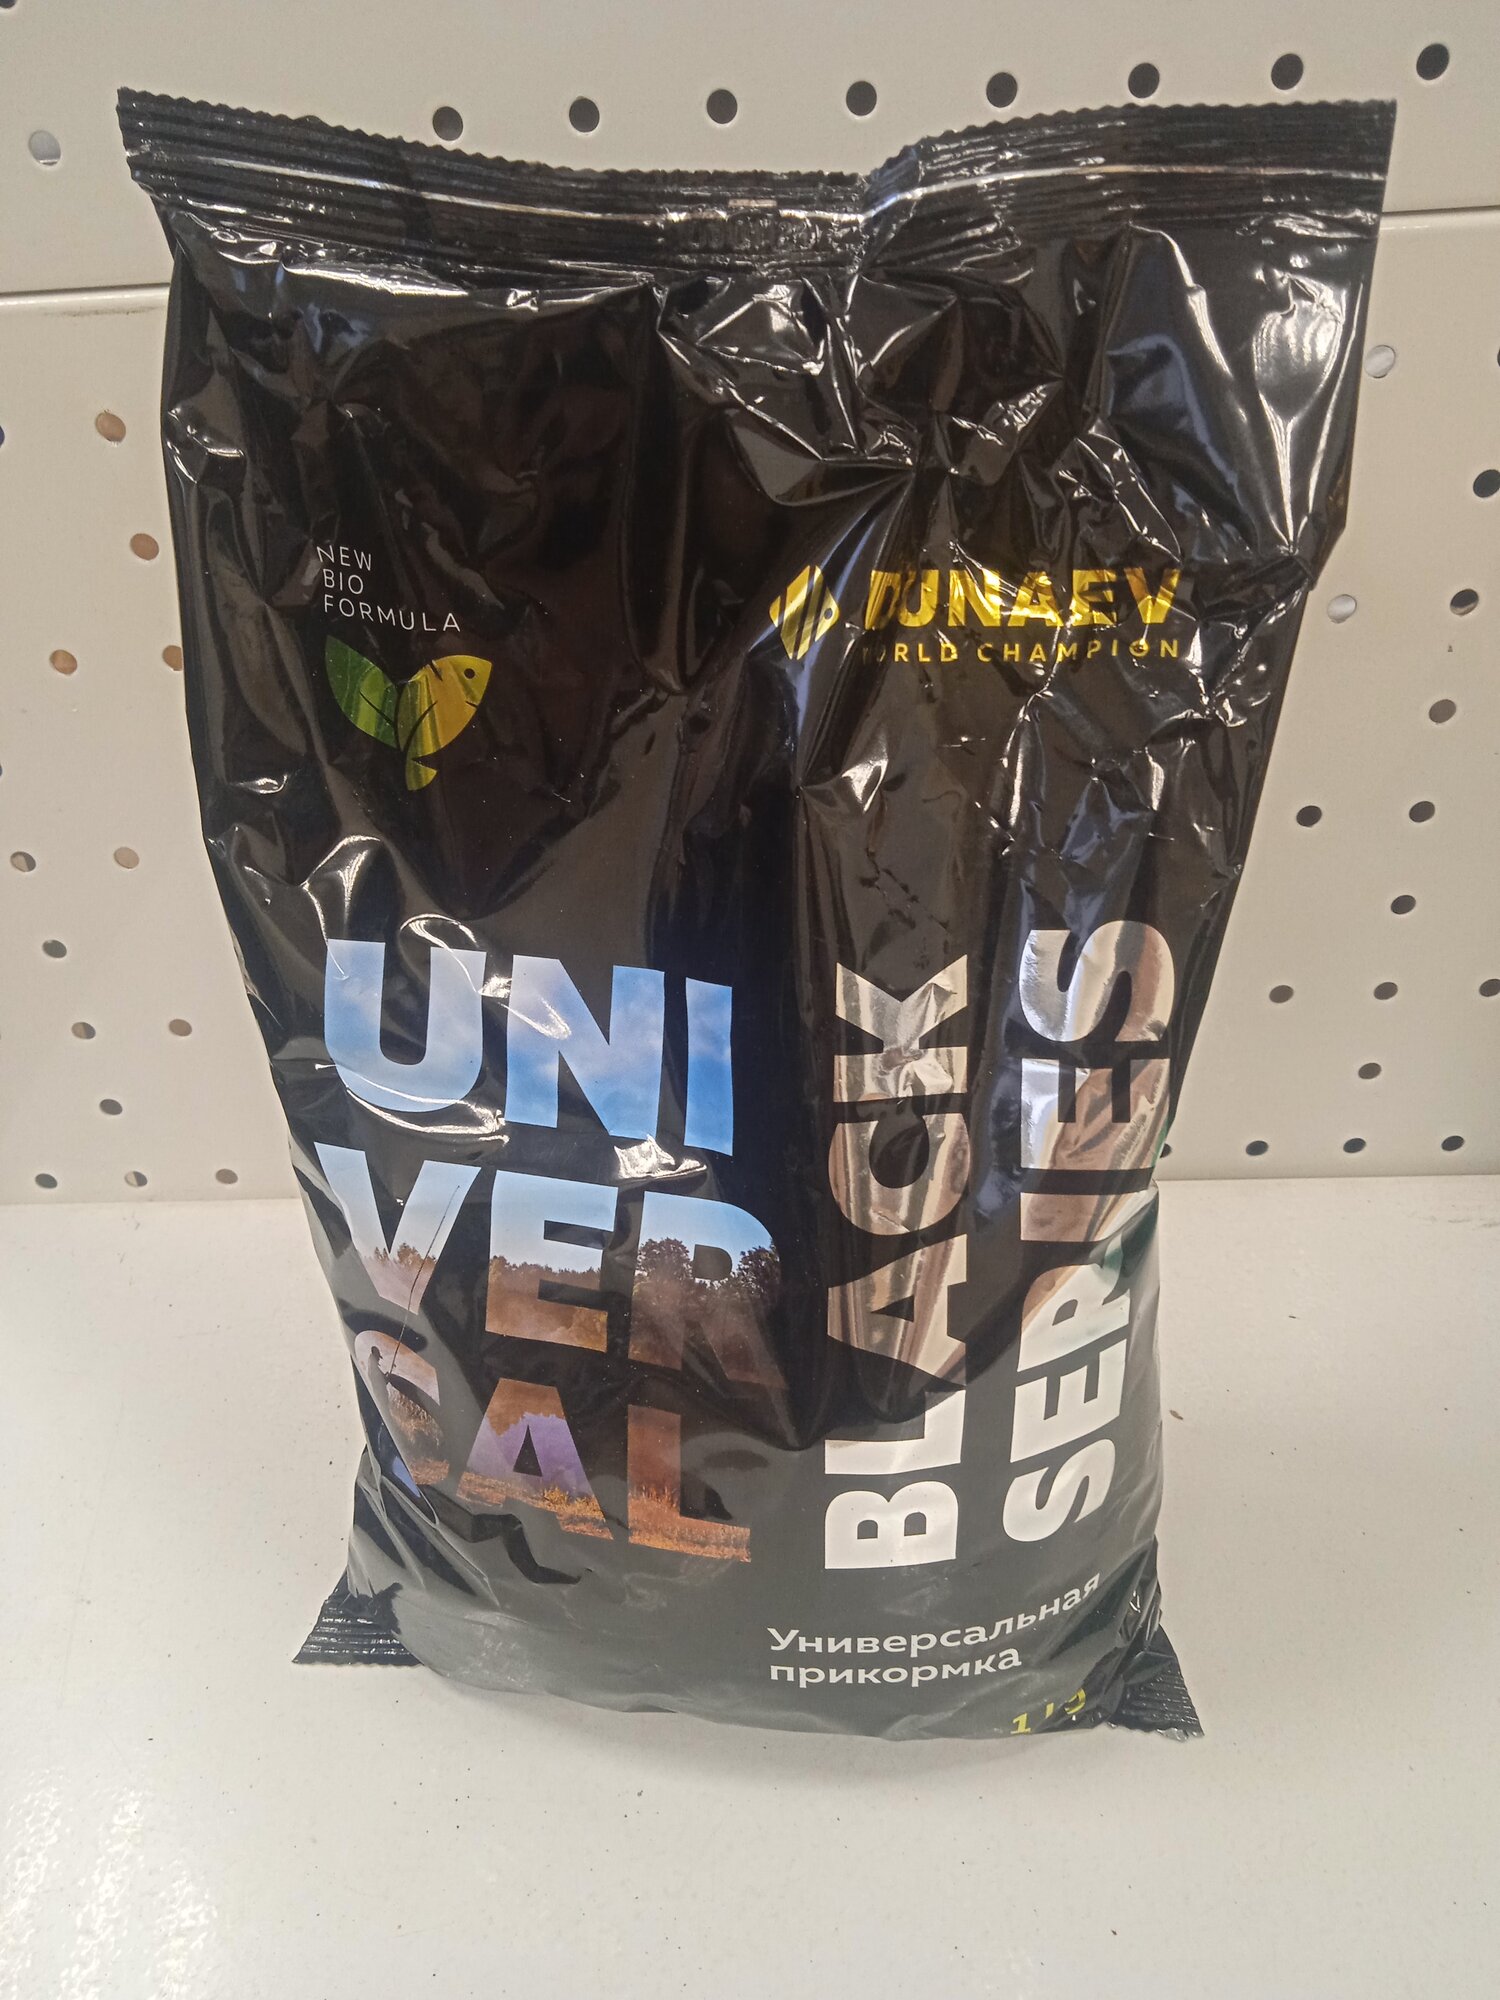 NEW
BIO
FORMULA
DUNAEV
WORLD CHAMPION
UNI
VER
SAL
BLACK
SERIES
Универсальная
прикормка